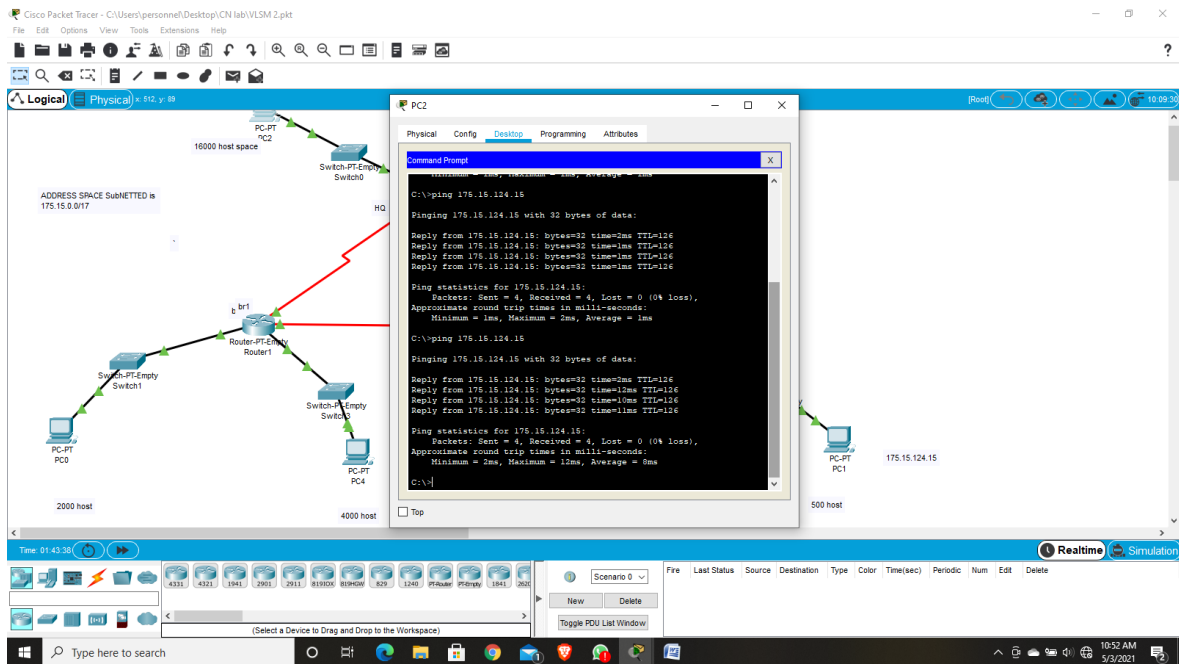 Cisco Packet Tracer - C:\Users\personnel\Desktop\CN lab\VLSM 2.pkt
File Edit Options View Tools Extensions Help
?
Logical Physical x: 512, y: 89
[Root] 10:09:30
PC-PT
PC2
16000 host space
Switch-PT-Empty
Switch0
ADDRESS SPACE SubNETTED is
175.15.0.0/17
HQ
br1
Router-PT-Empty
Router1
Switch-PT-Empty
Switch1
Switch-PT-Empty
Switch3
PC-PT
PC0
PC-PT
PC4
2000 host
4000 host
PC2
Physical Config Desktop Programming Attributes
Command Prompt X
Minimum = 1ms, Maximum = 1ms, Average = 1ms
C:\>ping 175.15.124.15
Pinging 175.15.124.15 with 32 bytes of data:
Reply from 175.15.124.15: bytes=32 time=2ms TTL=126
Reply from 175.15.124.15: bytes=32 time=1ms TTL=126
Reply from 175.15.124.15: bytes=32 time=1ms TTL=126
Reply from 175.15.124.15: bytes=32 time=1ms TTL=126
Ping statistics for 175.15.124.15:
Packets: Sent = 4, Received = 4, Lost = 0 (0% loss),
Approximate round trip times in milli-seconds:
Minimum = 1ms, Maximum = 2ms, Average = 1ms
C:\>ping 175.15.124.15
Pinging 175.15.124.15 with 32 bytes of data:
Reply from 175.15.124.15: bytes=32 time=2ms TTL=126
Reply from 175.15.124.15: bytes=32 time=12ms TTL=126
Reply from 175.15.124.15: bytes=32 time=10ms TTL=126
Reply from 175.15.124.15: bytes=32 time=11ms TTL=126
Ping statistics for 175.15.124.15:
Packets: Sent = 4, Received = 4, Lost = 0 (0% loss),
Approximate round trip times in milli-seconds:
Minimum = 2ms, Maximum = 12ms, Average = 8ms
C:\>
Top
PC-PT
PC1
175.15.124.15
500 host
Time: 01:43:38
Realtime Simulation
4331 4321 1941 2901 2911 819IOX 819HGW 829 1240 PT-Router PT-Empty 1841
(Select a Device to Drag and Drop to the Workspace)
Scenario 0
New Delete
Toggle PDU List Window
Fire Last Status Source Destination Type Color Time(sec) Periodic Num Edit Delete
Type here to search
10:52 AM
5/3/2021